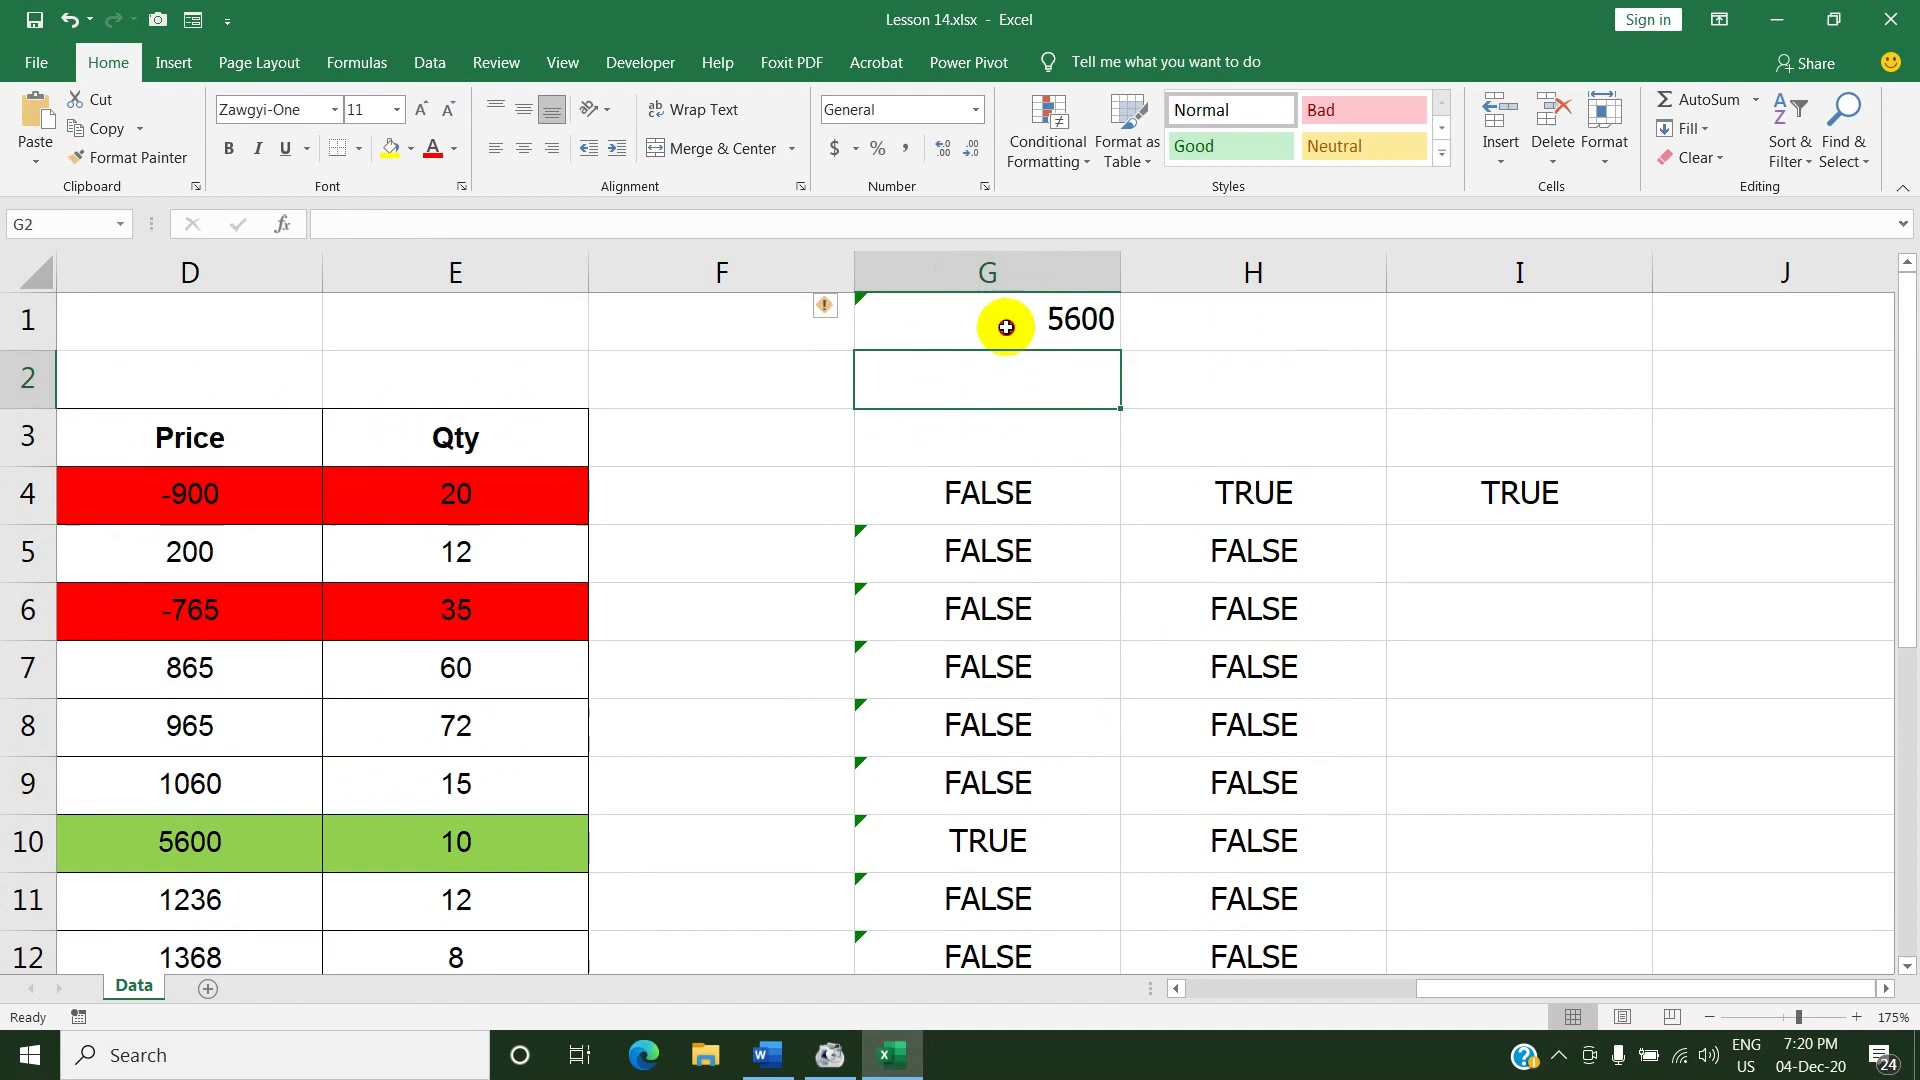 Lesson 14.xlsx - Excel
Sign in
File Home Insert Page Layout Formulas Data Review View Developer Help Foxit PDF Acrobat Power Pivot Tell me what you want to do Share
Paste
Cut
Copy
Format Painter
Clipboard
Zawgyi-One 11
B I U A
Font
Wrap Text
Merge & Center
Alignment
General
$ % ,
Number
Conditional Formatting
Format as Table
Normal Bad
Good Neutral
Styles
Insert Delete Format
Cells
AutoSum
Fill
Clear
Sort & Filter
Find & Select
Editing
G2 fx
D E F G H I J
1 5600
2
3 Price Qty
4 -900 20 FALSE TRUE TRUE
5 200 12 FALSE FALSE
6 -765 35 FALSE FALSE
7 865 60 FALSE FALSE
8 965 72 FALSE FALSE
9 1060 15 FALSE FALSE
10 5600 10 TRUE FALSE
11 1236 12 FALSE FALSE
12 1368 8 FALSE FALSE
Data
Ready 175%
Search ENG 7:20 PM
US 04-Dec-20 24